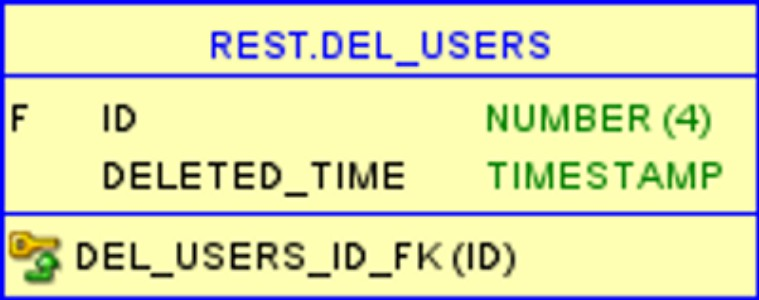 REST.DEL_USERS
F ID NUMBER (4)
DELETED_TIME TIMESTAMP
DEL_USERS_ID_FK (ID)